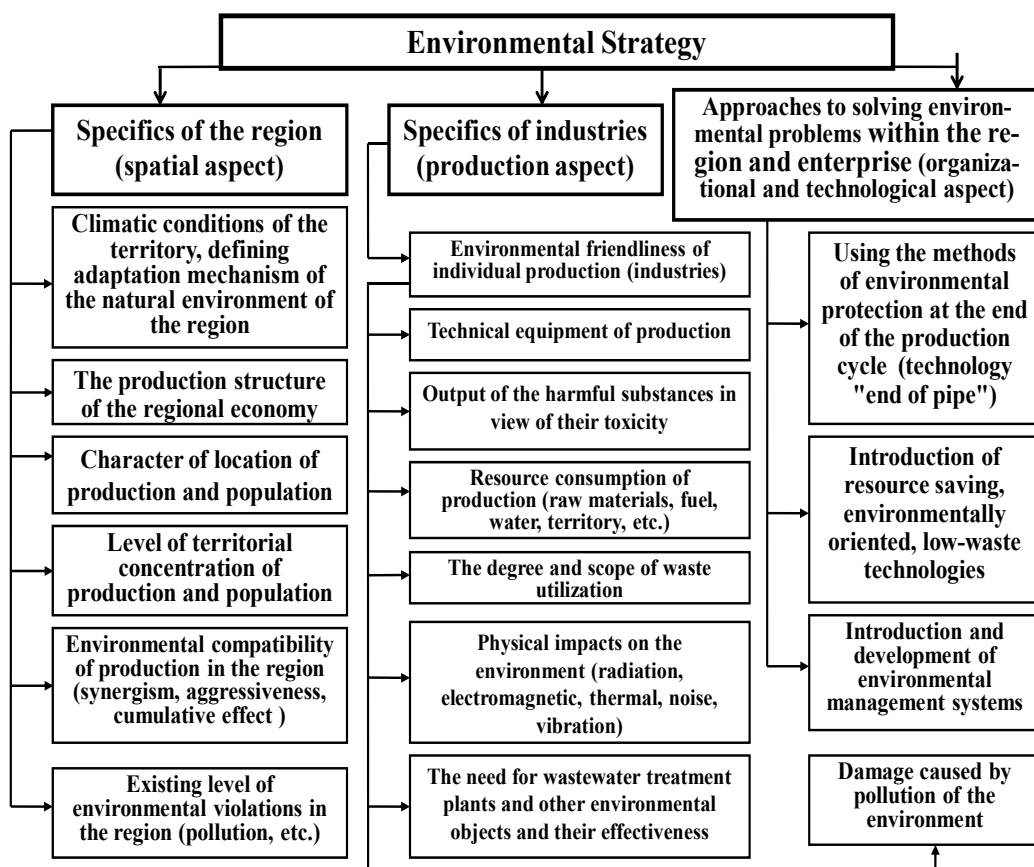 Environmental Strategy
Specifics of the region
(spatial aspect)
Climatic conditions of the
territory, defining
adaptation mechanism of
the natural environment of
the region
The production structure
of the regional economy
Character of location of
production and population
Level of territorial
concentration of
production and population
Environmental compatibility
of production in the region
(synergism, aggressiveness,
cumulative effect )
Existing level of
environmental violations in
the region (pollution, etc.)
Specifics of industries
(production aspect)
Environmental friendliness of
individual production (industries)
Technical equipment of production
Output of the harmful substances in
view of their toxicity
Resource consumption of
production (raw materials, fuel,
water, territory, etc.)
The degree and scope of waste
utilization
Physical impacts on the
environment (radiation,
electromagnetic, thermal, noise,
vibration)
The need for wastewater treatment
plants and other environmental
objects and their effectiveness
Approaches to solving environ-
mental problems within the re-
gion and enterprise (organiza-
tional and technological aspect)
Using the methods
of environmental
protection at the end
of the production
cycle (technology
"end of pipe")
Introduction of
resource saving,
environmentally
oriented, low-waste
technologies
Introduction and
development of
environmental
management systems
Damage caused by
pollution of the
environment